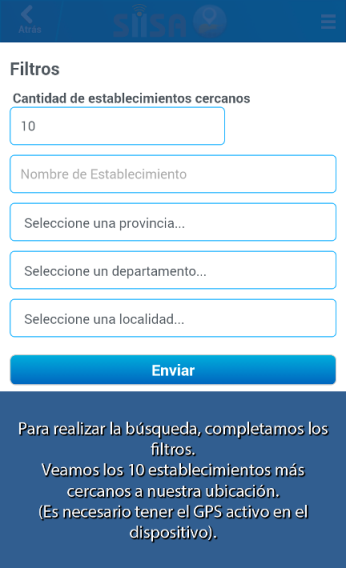 Atrás
SIISA
Filtros
Cantidad de establecimientos cercanos
10
Nombre de Establecimiento
Seleccione una provincia...
Seleccione un departamento...
Seleccione una localidad...
Enviar
Para realizar la búsqueda, completamos los
filtros.
Veamos los 10 establecimientos más
cercanos a nuestra ubicación.
(Es necesario tener el GPS activo en el
dispositivo).